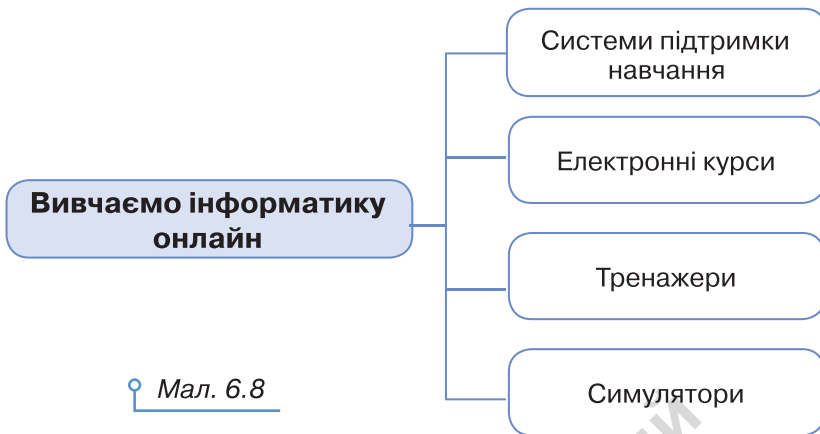 Системи підтримки
навчання
Електронні курси
Вивчаємо інформатику
онлайн
Тренажери
Мал. 6.8
Симулятори